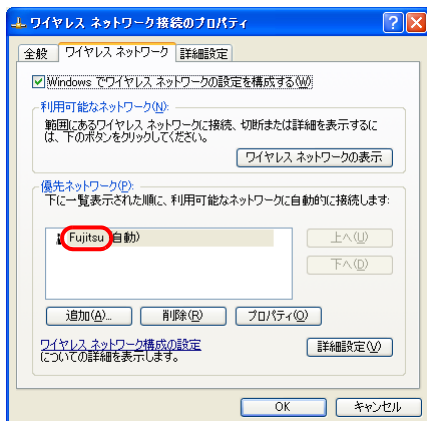 ワイヤレス ネットワーク接続のプロパティ
全般 ワイヤレス ネットワーク 詳細設定
Windows でワイヤレス ネットワークの設定を構成する(W)
利用可能なネットワーク(N):
範囲にあるワイヤレス ネットワークに接続、切断または詳細を表示するに
は、下のボタンをクリックしてください。
ワイヤレス ネットワークの表示
優先ネットワーク(P):
下に一覧表示された順に、利用可能なネットワークに自動的に接続します:
Fujitsu 自動)
上へ(U)
下へ(D)
追加(A)... 削除(R) プロパティ(O)
ワイヤレス ネットワーク構成の設定
についての詳細を表示します。
詳細設定(V)
OK キャンセル